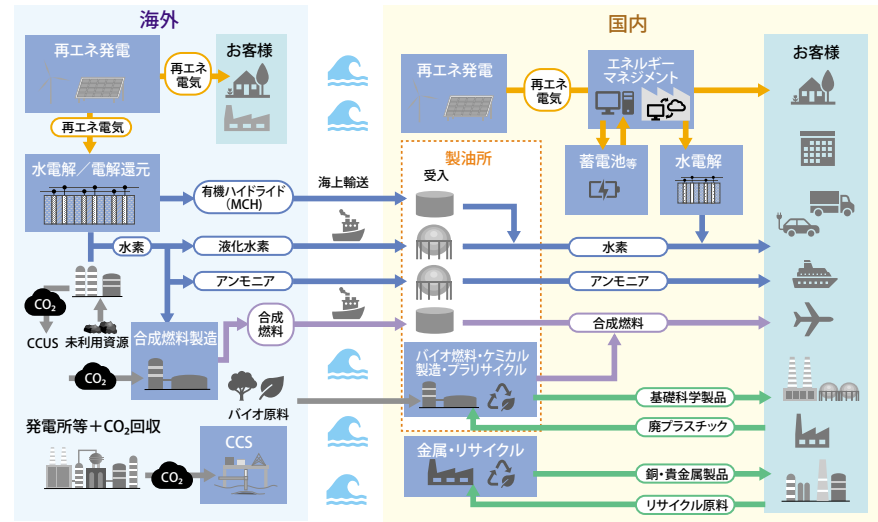 海外
再エネ発電
再エネ
電気
お客様
再エネ電気
水電解／電解還元
有機ハイドライド
（MCH）
水素
液化水素
アンモニア
CO₂
CCUS
未利用資源
合成燃料製造
合成
燃料
CO₂
バイオ原料
発電所等＋CO₂回収
CO₂
CCS
海上輸送
国内
再エネ発電
再エネ
電気
エネルギー
マネジメント
蓄電池等
水電解
製油所
受入
水素
アンモニア
合成燃料
バイオ燃料・ケミカル
製造・プラリサイクル
基礎科学製品
廃プラスチック
金属・リサイクル
銅・貴金属製品
リサイクル原料
お客様